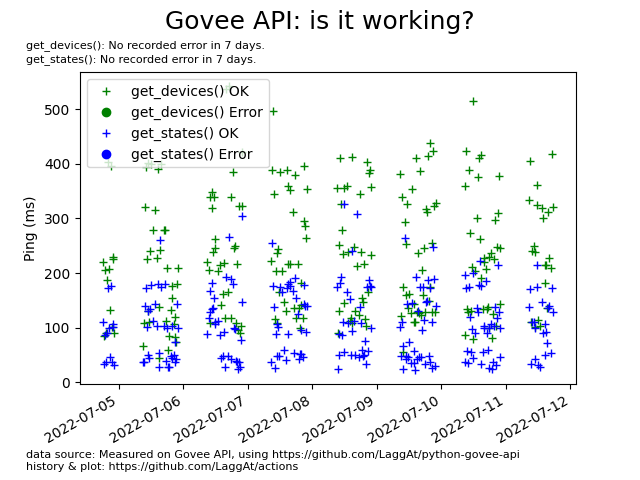 Govee API: is it working?
get_devices(): No recorded error in 7 days.
get_states(): No recorded error in 7 days.
get_devices() OK
get_devices() Error
get_states() OK
get_states() Error
Ping (ms)
500
400
300
200
100
0
2022-07-05
2022-07-06
2022-07-07
2022-07-08
2022-07-09
2022-07-10
2022-07-11
2022-07-12
data source: Measured on Govee API, using https://github.com/LaggAt/python-govee-api
history & plot: https://github.com/LaggAt/actions